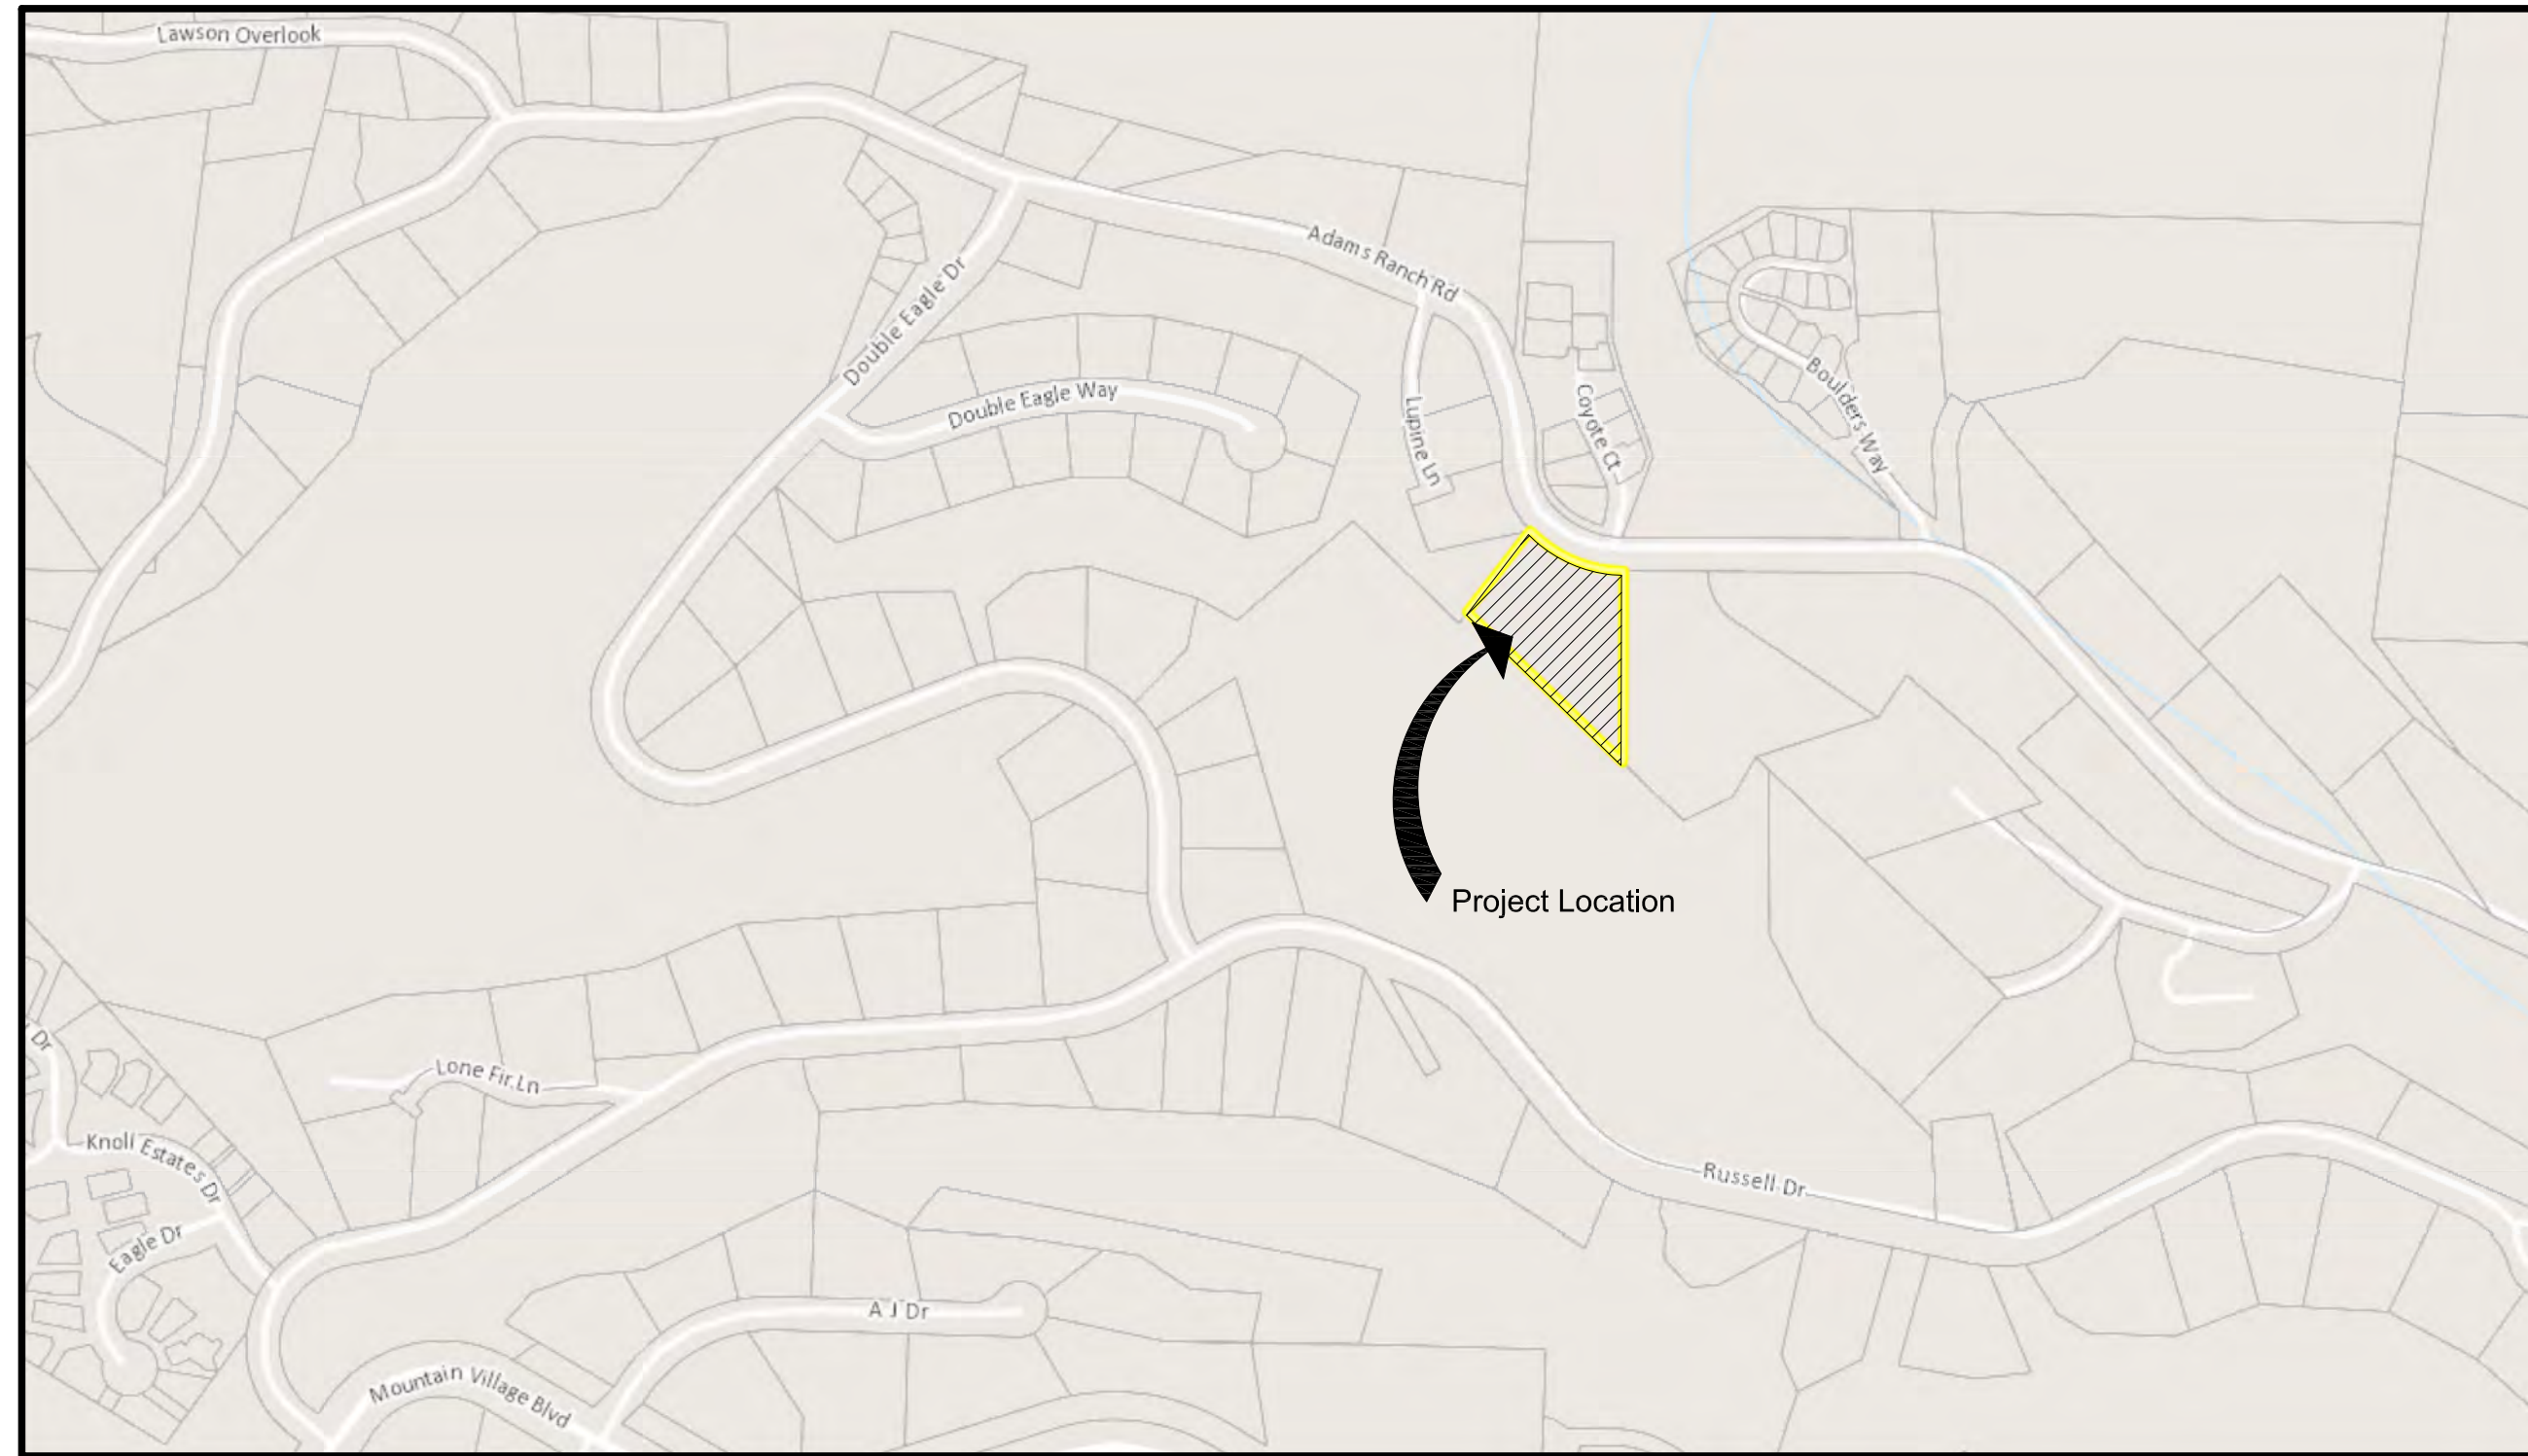 Lawson Overlook
Adams Ranch Rd
Double Eagle Dr
Double Eagle Way
Lupine Ln
Coyote Ct
Boulders Way
Project Location
Dr
Lone Fir Ln
Knoll Estates Dr
Eagle Dr
Russell Dr
A J Dr
Mountain Village Blvd